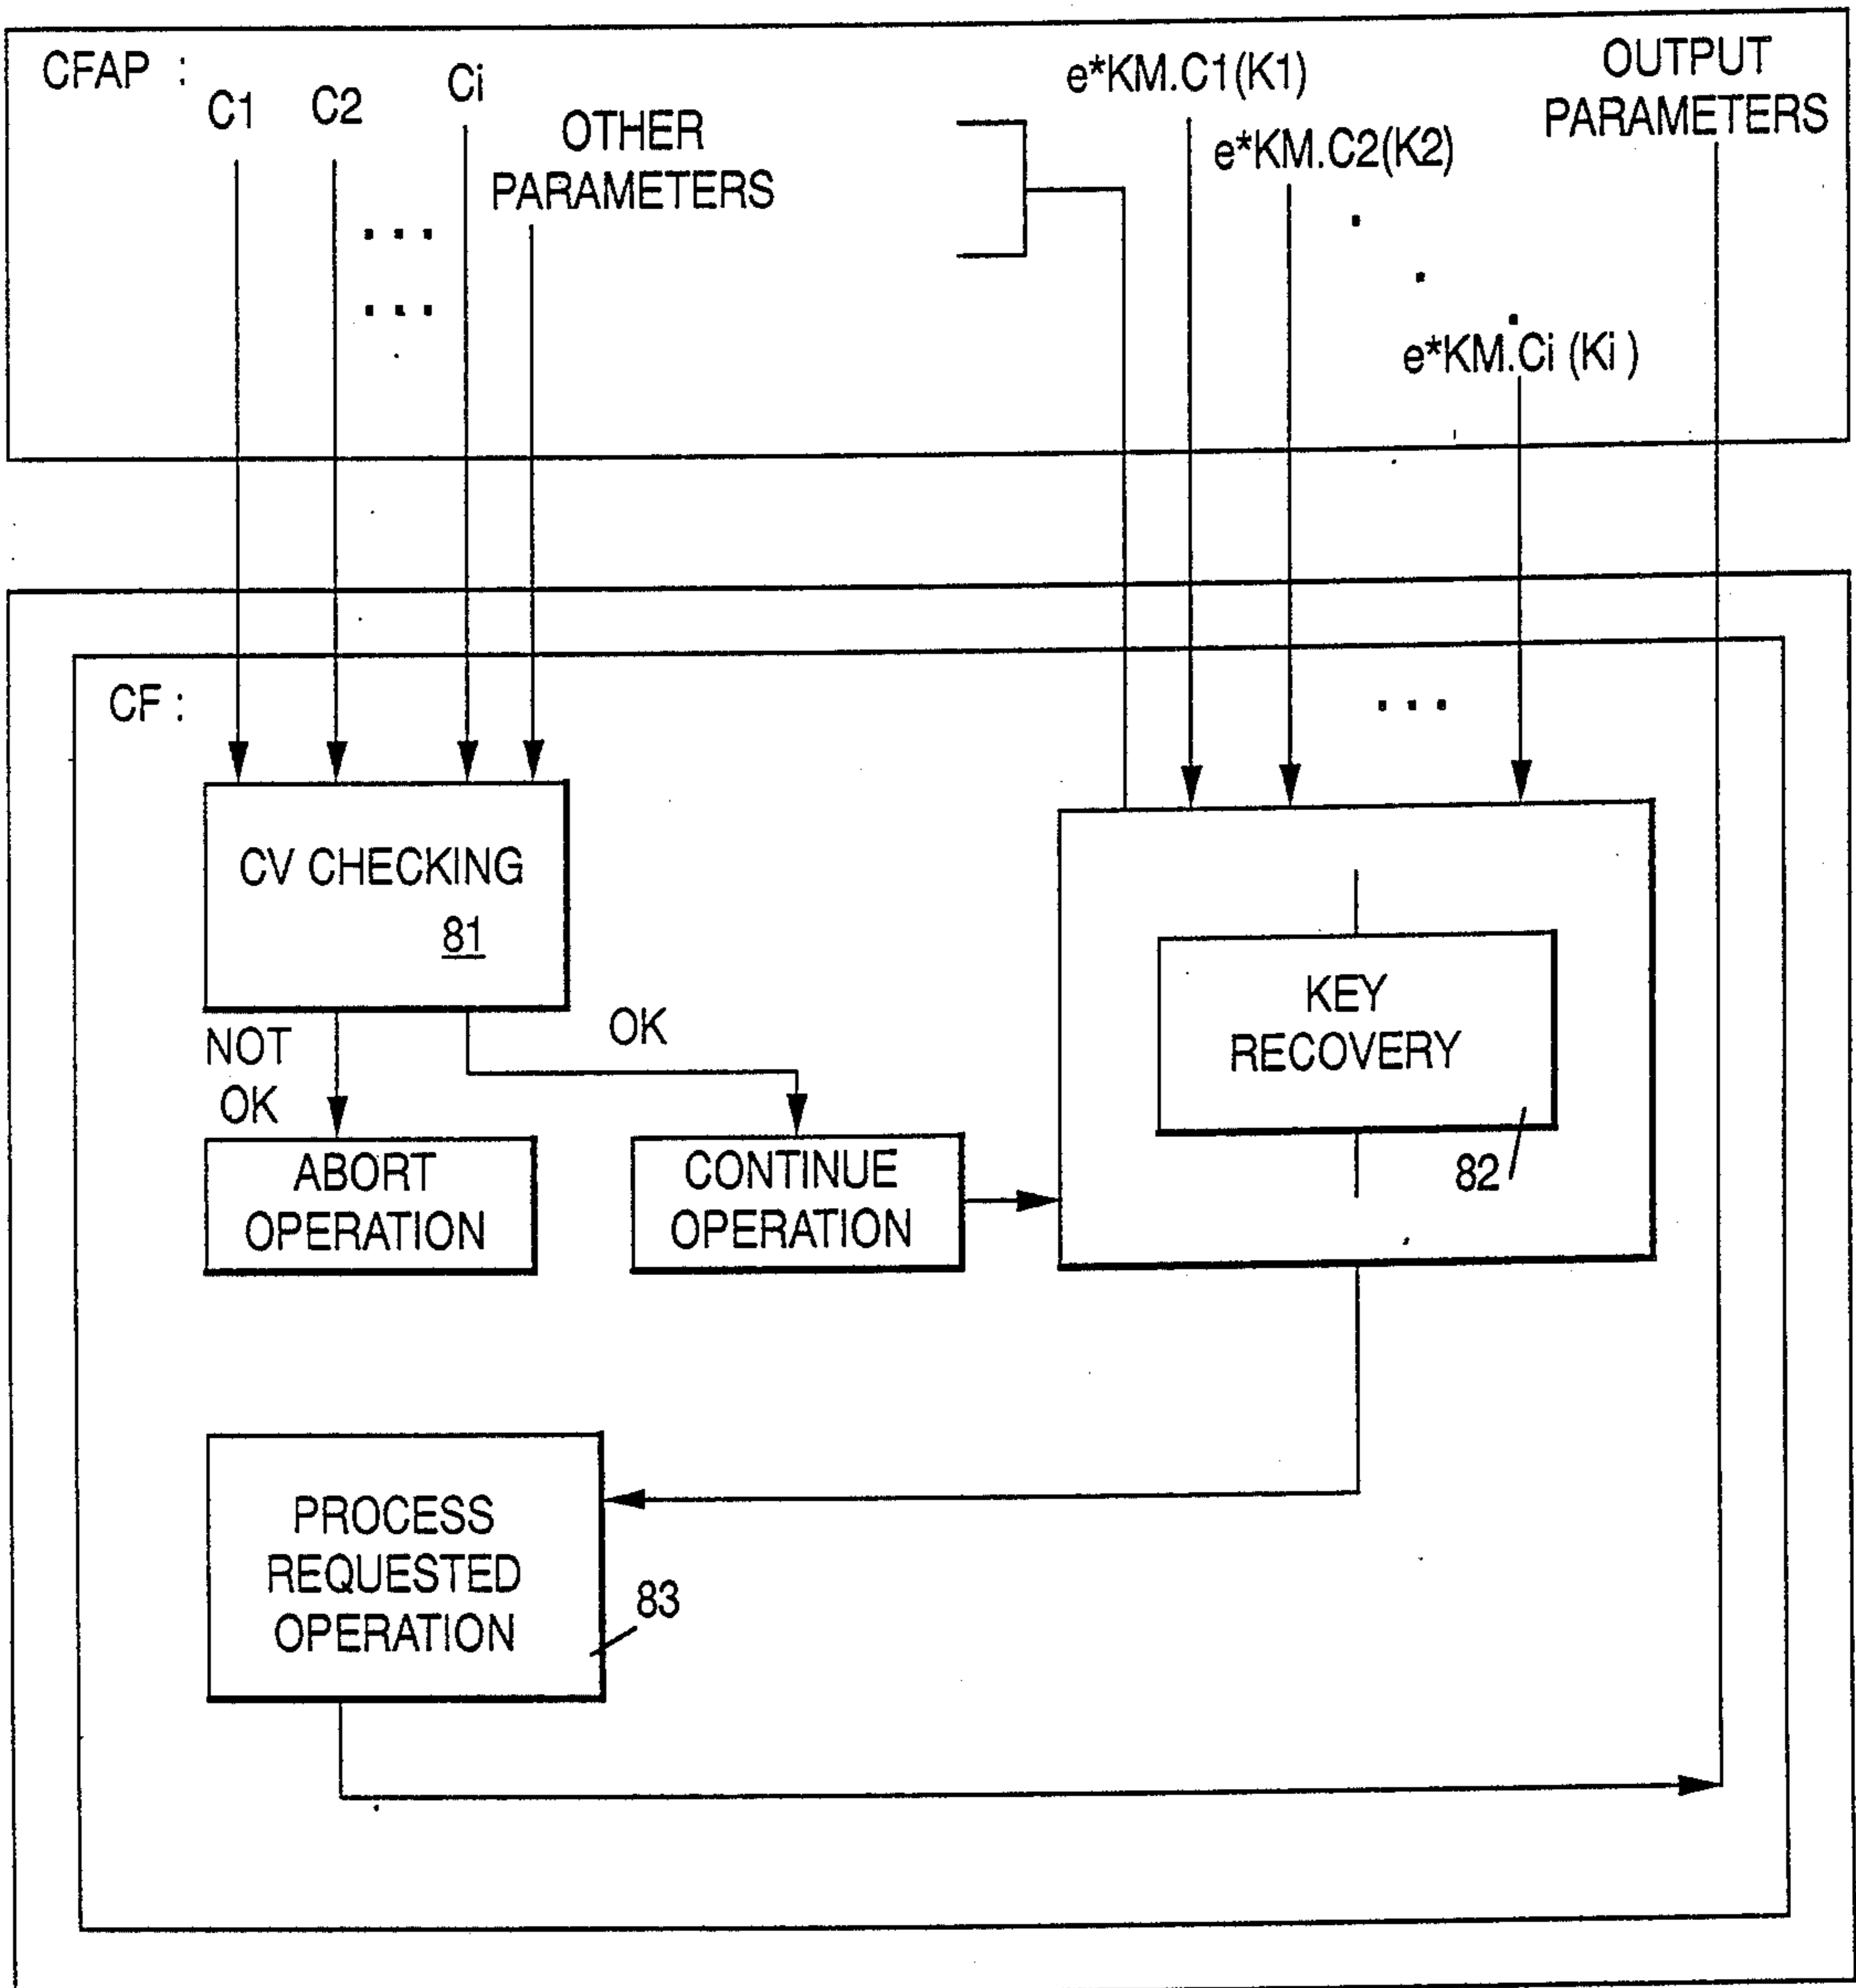 CFAP :
C1
C2
Ci
OTHER
PARAMETERS
e*KM.C1(K1)
e*KM.C2(K2)
e*KM.Ci (Ki )
OUTPUT
PARAMETERS
...
...
CF :
...
CV CHECKING
81
NOT
OK
OK
KEY
RECOVERY
82
ABORT
OPERATION
CONTINUE
OPERATION
PROCESS
REQUESTED
OPERATION
83